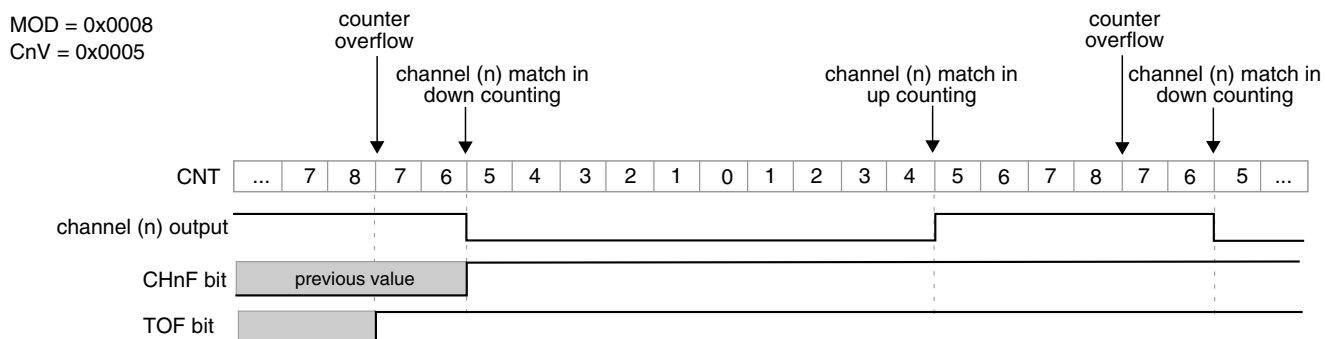 MOD = 0x0008
CnV = 0x0005
counter
overflow
channel (n) match in
down counting
channel (n) match in
up counting
counter
overflow
channel (n) match in
down counting
CNT ... 7 8 7 6 5 4 3 2 1 0 1 2 3 4 5 6 7 8 7 6 5 ...
channel (n) output
CHnF bit previous value
TOF bit